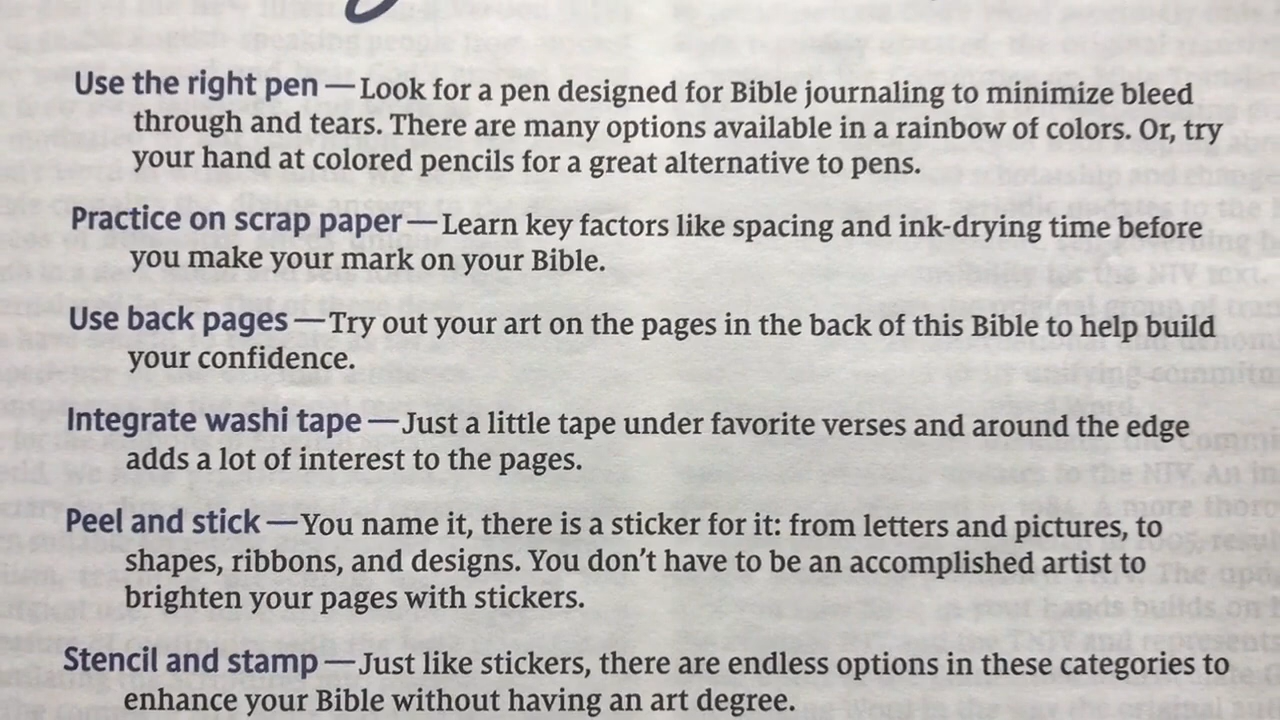 Use the right pen — Look for a pen designed for Bible journaling to minimize bleed
through and tears. There are many options available in a rainbow of colors. Or, try
your hand at colored pencils for a great alternative to pens.
Practice on scrap paper — Learn key factors like spacing and ink-drying time before
you make your mark on your Bible.
Use back pages — Try out your art on the pages in the back of this Bible to help build
your confidence.
Integrate washi tape — Just a little tape under favorite verses and around the edge
adds a lot of interest to the pages.
Peel and stick — You name it, there is a sticker for it: from letters and pictures, to
shapes, ribbons, and designs. You don’t have to be an accomplished artist to
brighten your pages with stickers.
Stencil and stamp — Just like stickers, there are endless options in these categories to
enhance your Bible without having an art degree.